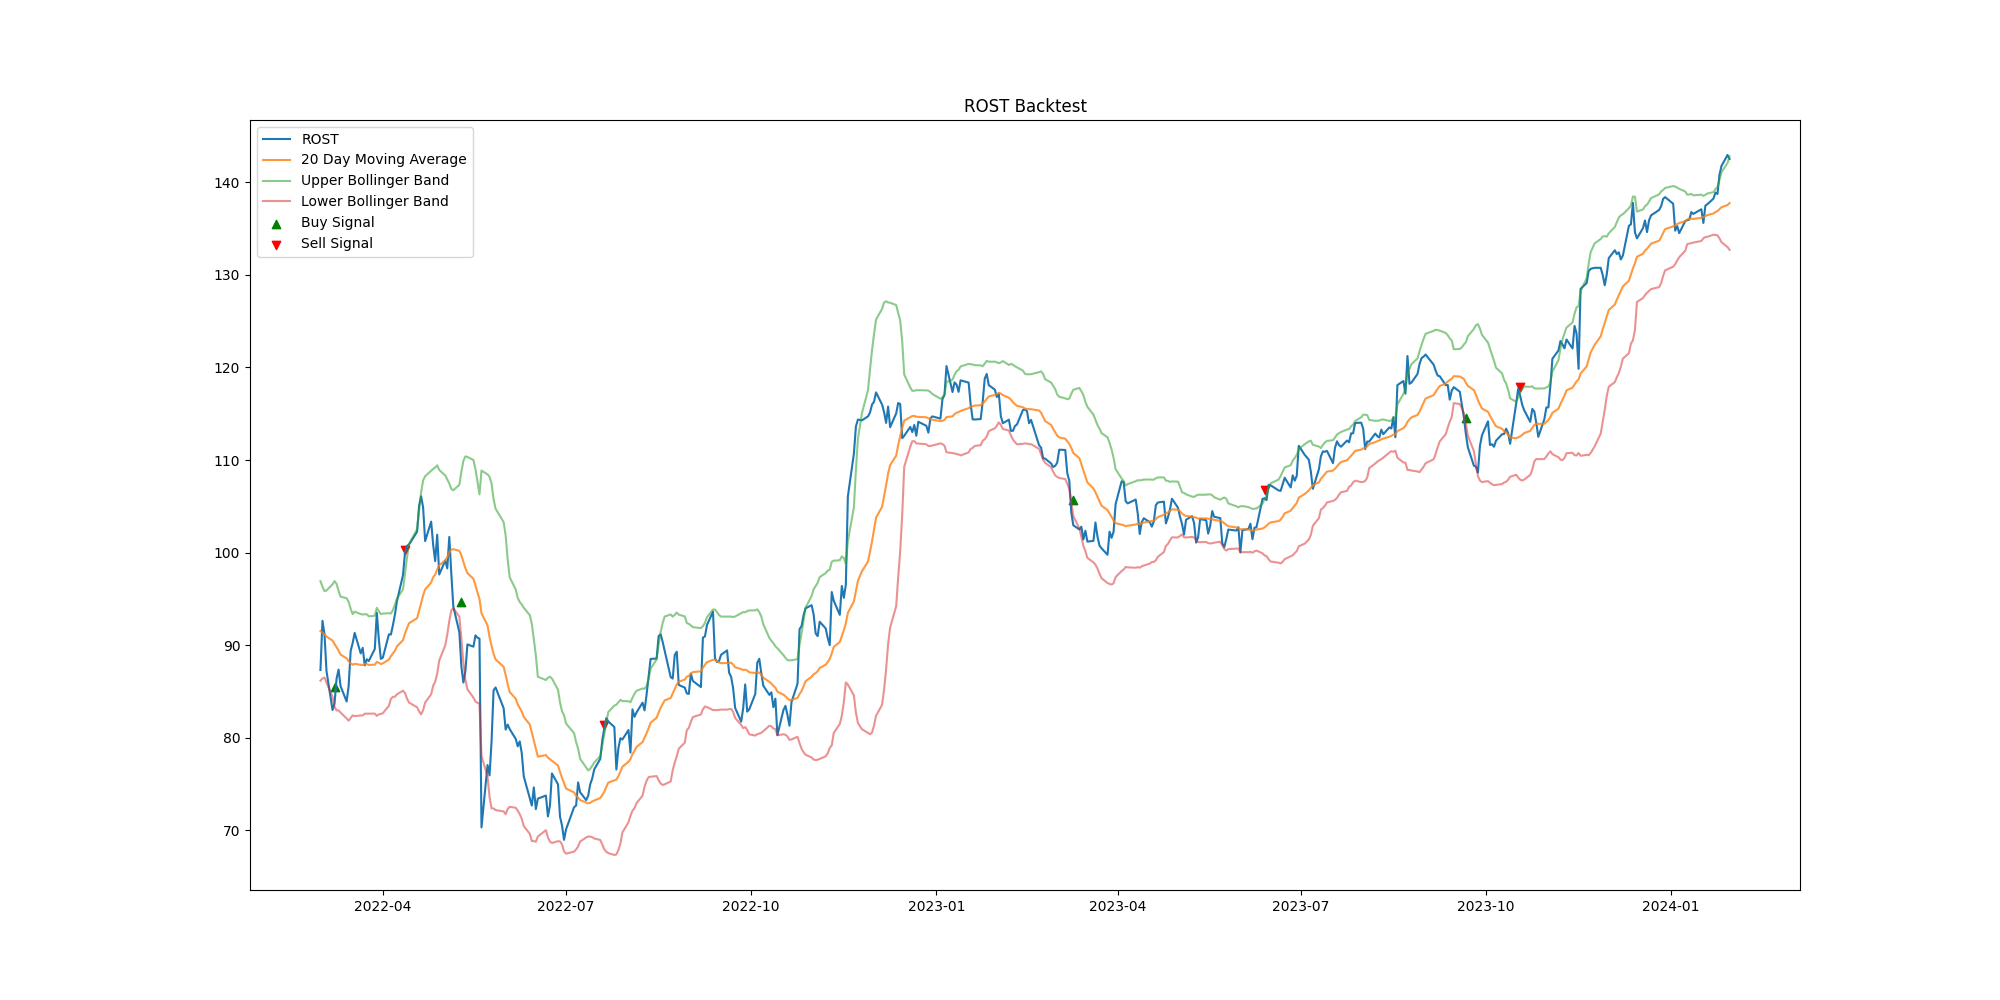 ROST Backtest
ROST
20 Day Moving Average
Upper Bollinger Band
Lower Bollinger Band
Buy Signal
Sell Signal
140
130
120
110
100
90
80
70
2022-04
2022-07
2022-10
2023-01
2023-04
2023-07
2023-10
2024-01